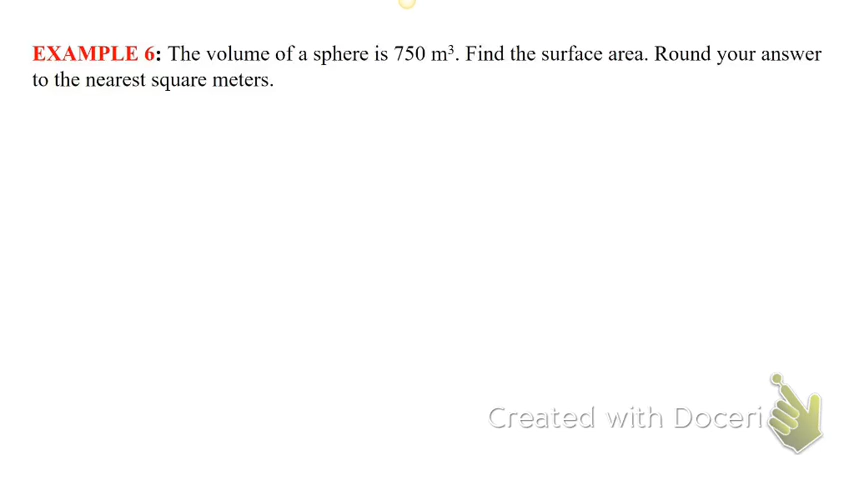 EXAMPLE 6: The volume of a sphere is 750 m³. Find the surface area. Round your answer
to the nearest square meters.
Created with Doceri